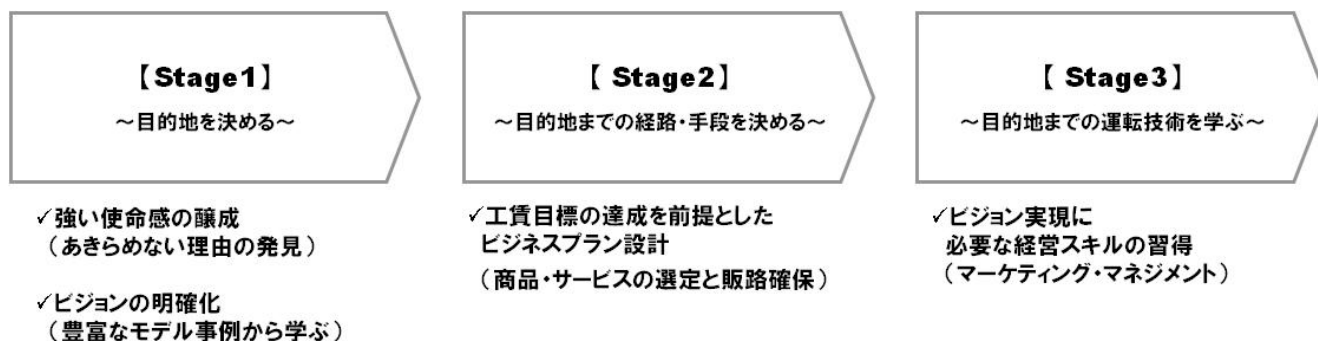 【Stage1】
～目的地を決める～
✓強い使命感の醸成
（あきらめない理由の発見）
✓ビジョンの明確化
（豊富なモデル事例から学ぶ）
【 Stage2】
～目的地までの経路・手段を決める～
✓工賃目標の達成を前提とした
ビジネスプラン設計
（商品・サービスの選定と販路確保）
【 Stage3】
～目的地までの運転技術を学ぶ～
✓ビジョン実現に
必要な経営スキルの習得
（マーケティング・マネジメント）